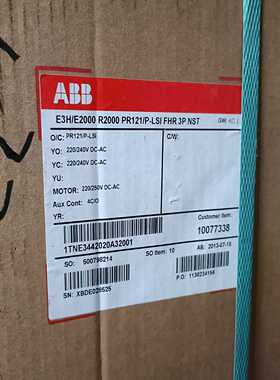 ABB
E3H/E2000 R2000 PR121/P-LSI FHR 3P NST
O/C: PR121/P-LSI
C/W:
YO: 220/240V DC-AC
YC: 220/240V DC-AC
YU:
MOTOR: 220/250V DC-AC
Aux Cont: 4C/O
YR:
Customer Item:
1TNE3442020A32001
10077338
SO: 500798214
SO Item: 10
AB: 2013-07-18
SN: XBDE028525
P.O: 1130234156